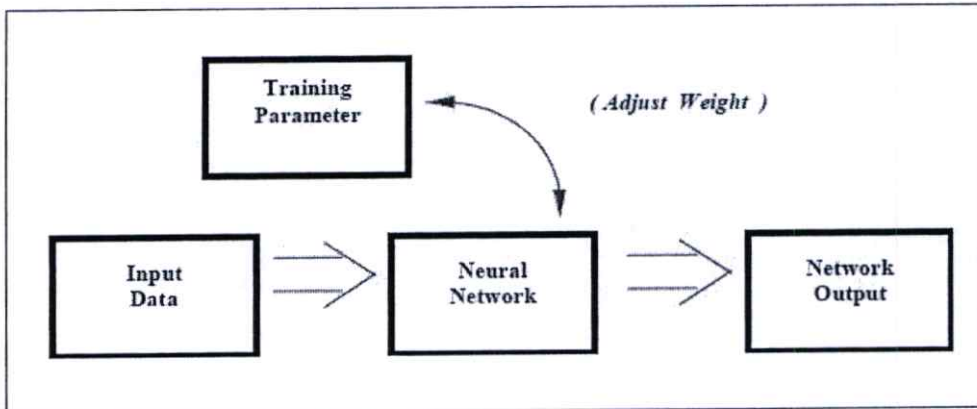 Training
Parameter
( Adjust Weight )
Input
Data
Neural
Network
Network
Output